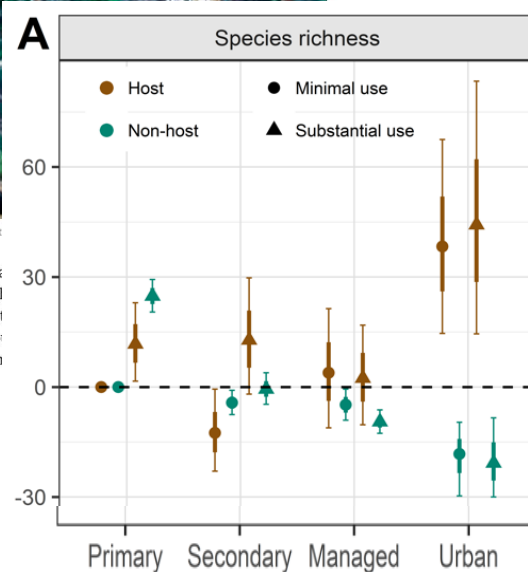 A
Species richness
Host
Minimal use
Non-host
Substantial use
60
30
0
-30
Primary Secondary Managed Urban